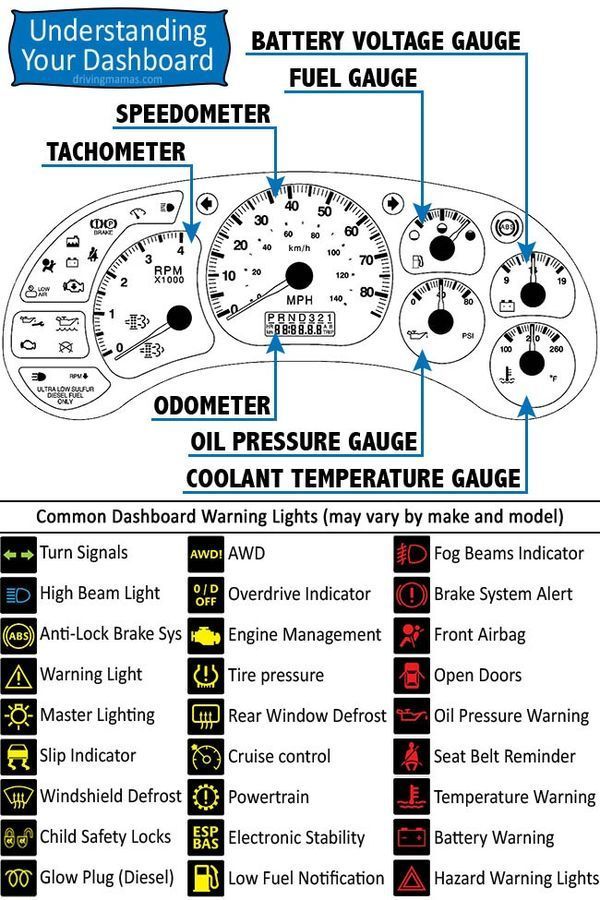 Understanding
Your Dashboard
drivingmamas.com
BATTERY VOLTAGE GAUGE
FUEL GAUGE
SPEEDOMETER
TACHOMETER
BRAKE
ABS
LOW
AIR
RPM
X1000
0
1
2
3
4
0
10
20
30
40
50
60
70
80
km/h
20
40
60
80
100
120
140
MPH
PRND321
9
13
19
0
40
80
PSI
100
210
260
°F
RPM
ULTRA LOW SULFUR
DIESEL FUEL
ONLY
ODOMETER
OIL PRESSURE GAUGE
COOLANT TEMPERATURE GAUGE
Common Dashboard Warning Lights (may vary by make and model)
Turn Signals
AWD! AWD
Fog Beams Indicator
High Beam Light
O/D
OFF
Overdrive Indicator
Brake System Alert
ABS Anti-Lock Brake Sys
Engine Management
Front Airbag
Warning Light
Tire pressure
Open Doors
Master Lighting
Rear Window Defrost
Oil Pressure Warning
Slip Indicator
Cruise control
Seat Belt Reminder
Windshield Defrost
Powertrain
Temperature Warning
Child Safety Locks
ESP
BAS
Electronic Stability
Battery Warning
Glow Plug (Diesel)
Low Fuel Notification
Hazard Warning Lights